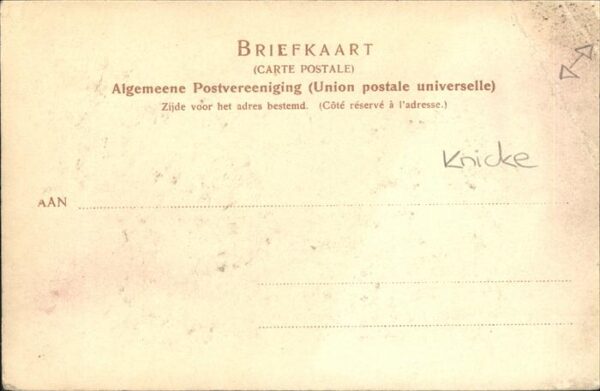 BRIEFKAART
(CARTE POSTALE)
Algemeene Postvereeniging (Union postale universelle)
Zijde voor het adres bestemd. (Côté réservé à l'adresse.)
Knicke
AAN